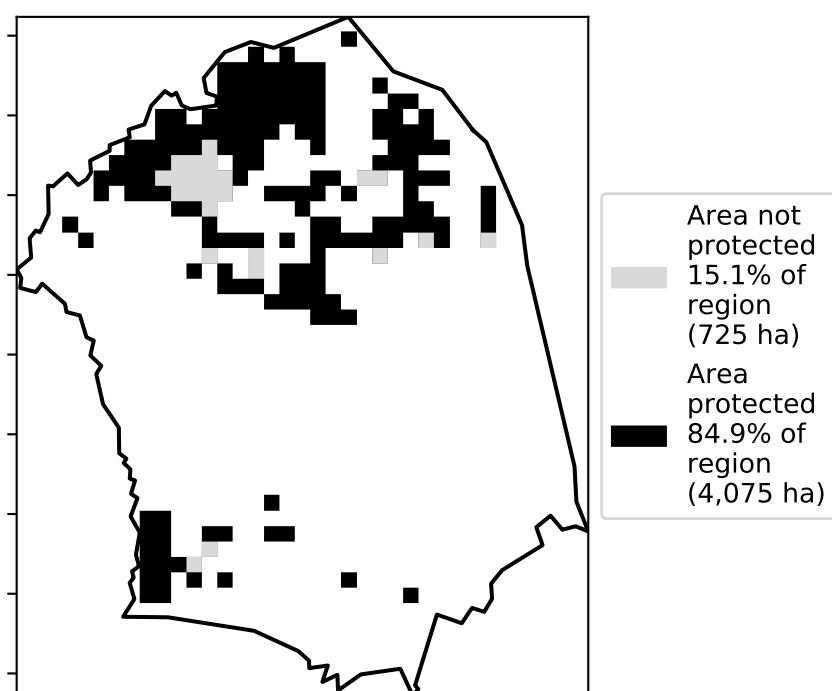 Area not
protected
15.1% of
region
(725 ha)
Area
protected
84.9% of
region
(4,075 ha)